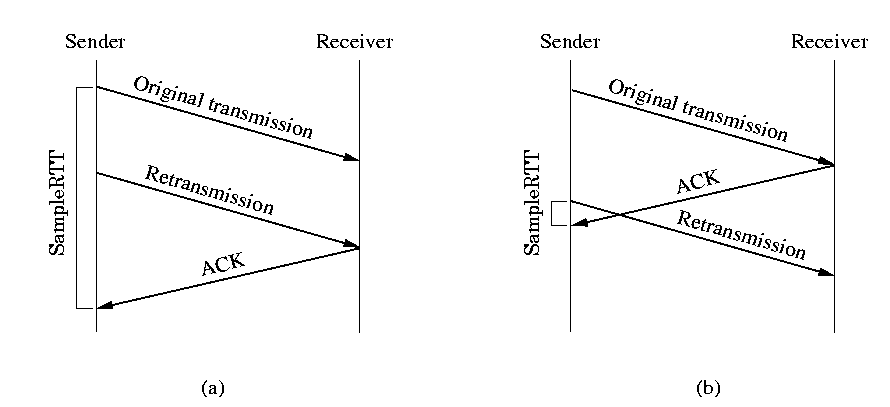 Sender
Receiver
Original transmission
Retransmission
ACK
SampleRTT
(a)
Sender
Receiver
Original transmission
ACK
Retransmission
SampleRTT
(b)